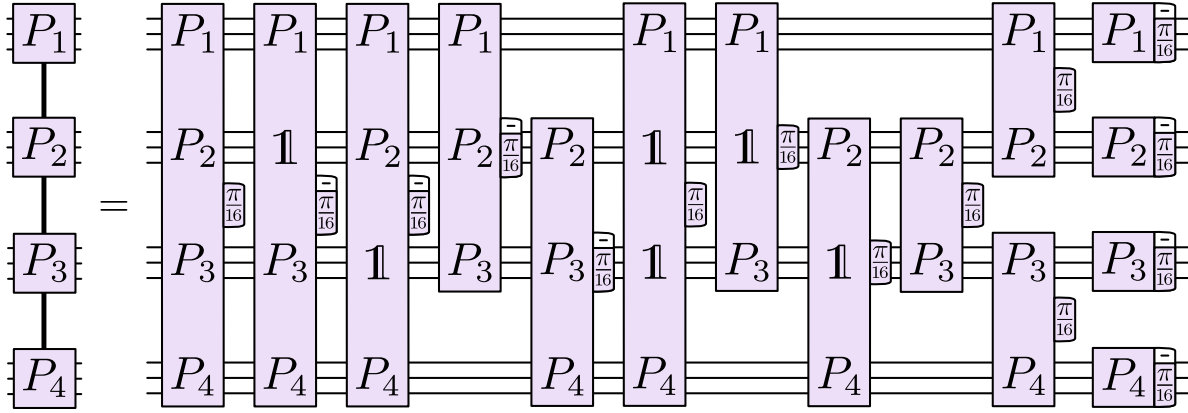 P₁ P₁ P₁ P₁ P₁ P₁ P₁ P₁ P₁ -π/16
π/16
P₂ P₂ 𝟙 P₂ P₂ -π/16 P₂ 𝟙 𝟙 π/16 P₂ P₂ P₂ P₂ -π/16
= π/16 -π/16 -π/16 π/16 π/16
P₃ P₃ P₃ 𝟙 P₃ P₃ -π/16 𝟙 P₃ 𝟙 π/16 P₃ P₃ P₃ -π/16
π/16
P₄ P₄ P₄ P₄ P₄ P₄ P₄ P₄ P₄ -π/16